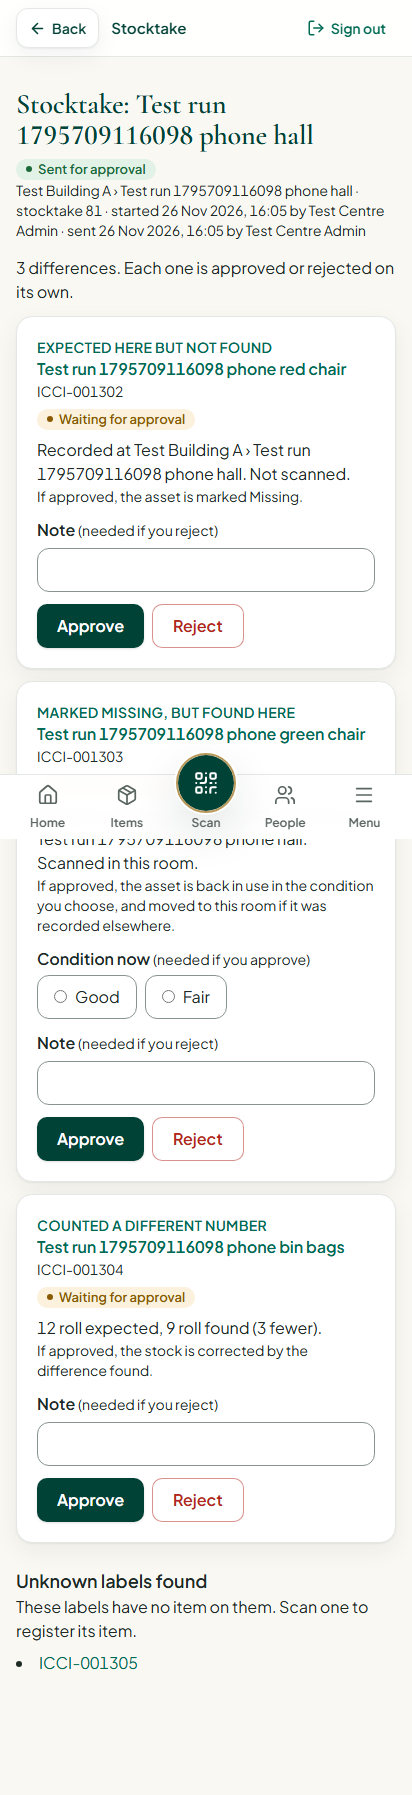 Back
Stocktake
Sign out
Stocktake: Test run
1795709116098 phone hall
Sent for approval
Test Building A › Test run 1795709116098 phone hall ·
stocktake 81 · started 26 Nov 2026, 16:05 by Test Centre
Admin · sent 26 Nov 2026, 16:05 by Test Centre Admin
3 differences. Each one is approved or rejected on
its own.
EXPECTED HERE BUT NOT FOUND
Test run 1795709116098 phone red chair
ICCI-001302
Waiting for approval
Recorded at Test Building A › Test run
1795709116098 phone hall. Not scanned.
If approved, the asset is marked Missing.
Note (needed if you reject)
Approve
Reject
MARKED MISSING, BUT FOUND HERE
Test run 1795709116098 phone green chair
ICCI-001303
Home
Items
Scan
People
Menu
Test run 1795709116098 phone hall.
Scanned in this room.
If approved, the asset is back in use in the condition
you choose, and moved to this room if it was
recorded elsewhere.
Condition now (needed if you approve)
Good
Fair
Note (needed if you reject)
Approve
Reject
COUNTED A DIFFERENT NUMBER
Test run 1795709116098 phone bin bags
ICCI-001304
Waiting for approval
12 roll expected, 9 roll found (3 fewer).
If approved, the stock is corrected by the
difference found.
Note (needed if you reject)
Approve
Reject
Unknown labels found
These labels have no item on them. Scan one to
register its item.
ICCI-001305